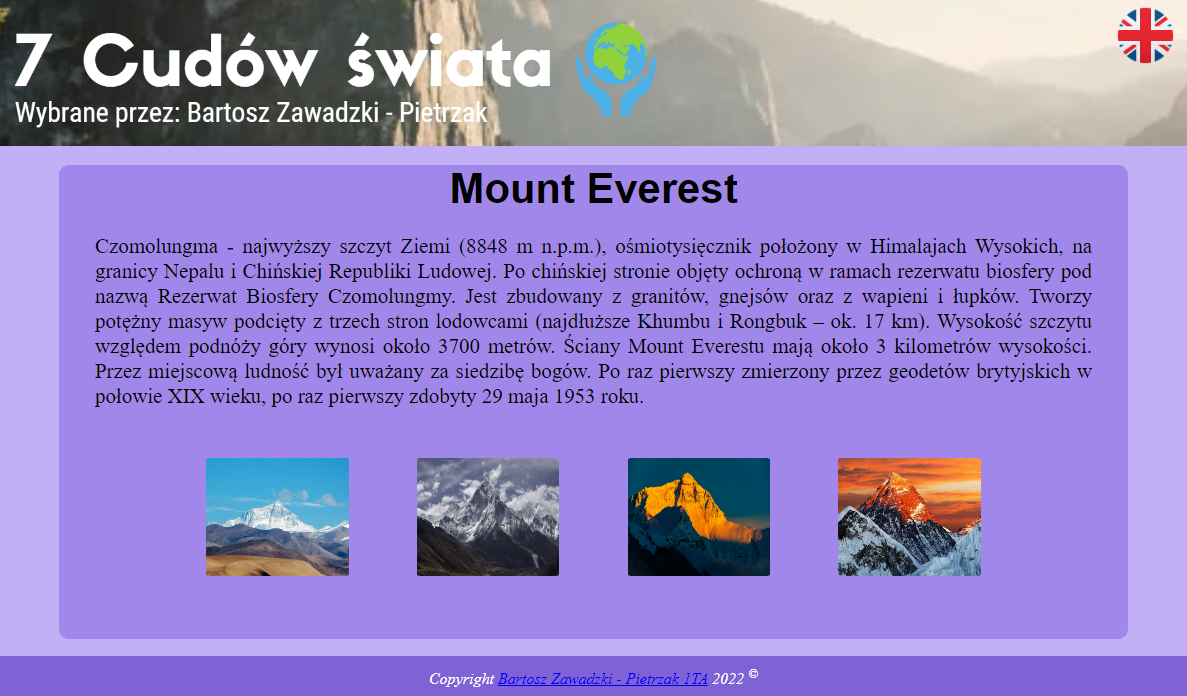 7 Cudów świata
Wybrane przez: Bartosz Zawadzki - Pietrzak
Mount Everest
Czomolungma - najwyższy szczyt Ziemi (8848 m n.p.m.), ośmiotysięcznik położony w Himalajach Wysokich, na
granicy Nepalu i Chińskiej Republiki Ludowej. Po chińskiej stronie objęty ochroną w ramach rezerwatu biosfery pod
nazwą Rezerwat Biosfery Czomolungmy. Jest zbudowany z granitów, gnejsów oraz z wapieni i łupków. Tworzy
potężny masyw podcięty z trzech stron lodowcami (najdłuższe Khumbu i Rongbuk – ok. 17 km). Wysokość szczytu
względem podnóży góry wynosi około 3700 metrów. Ściany Mount Everestu mają około 3 kilometrów wysokości.
Przez miejscową ludność był uważany za siedzibę bogów. Po raz pierwszy zmierzony przez geodetów brytyjskich w
połowie XIX wieku, po raz pierwszy zdobyty 29 maja 1953 roku.
Copyright Bartosz Zawadzki - Pietrzak 1TA 2022 ©